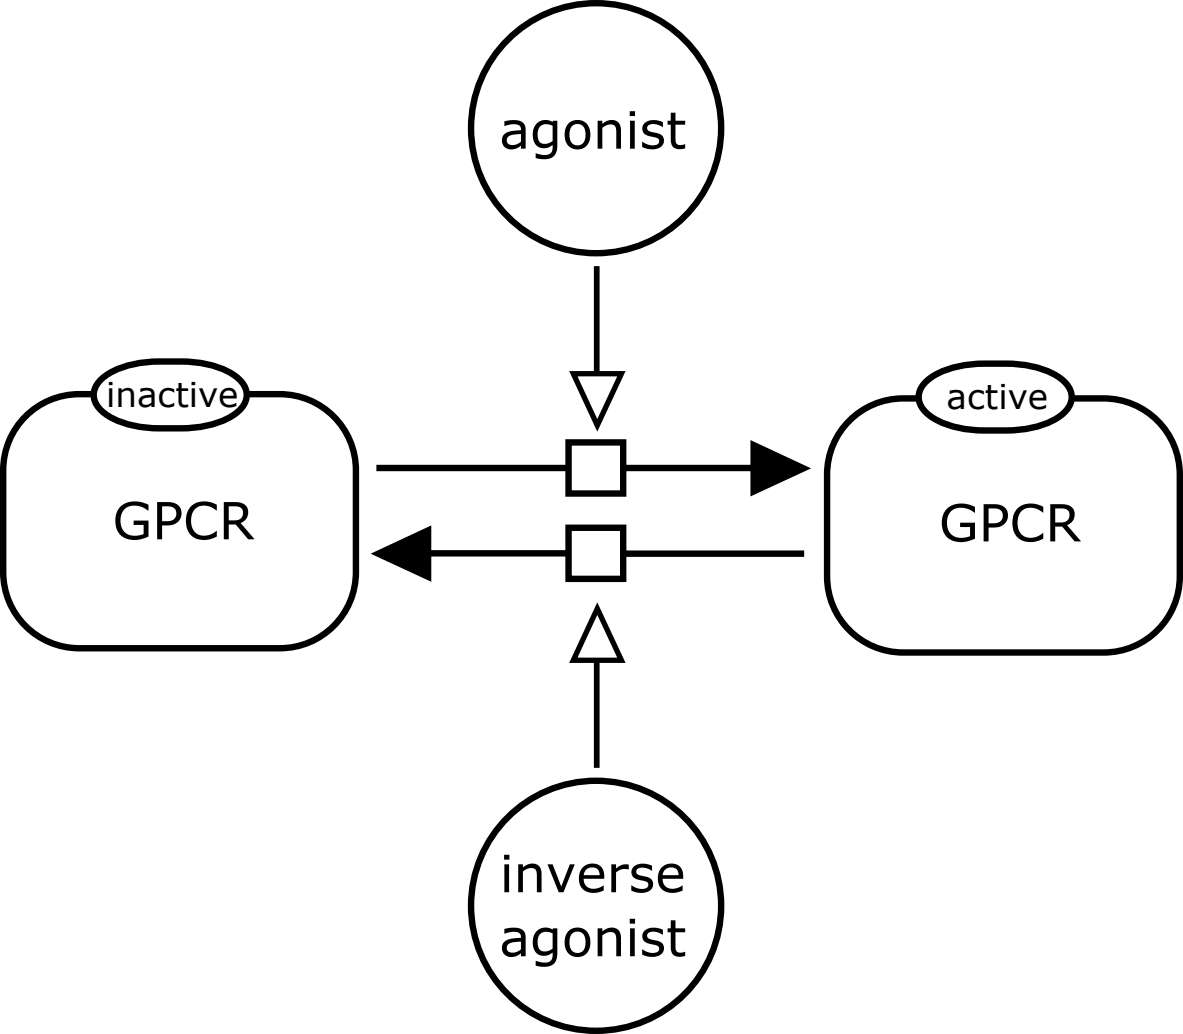 agonist
inactive
GPCR
active
GPCR
inverse
agonist